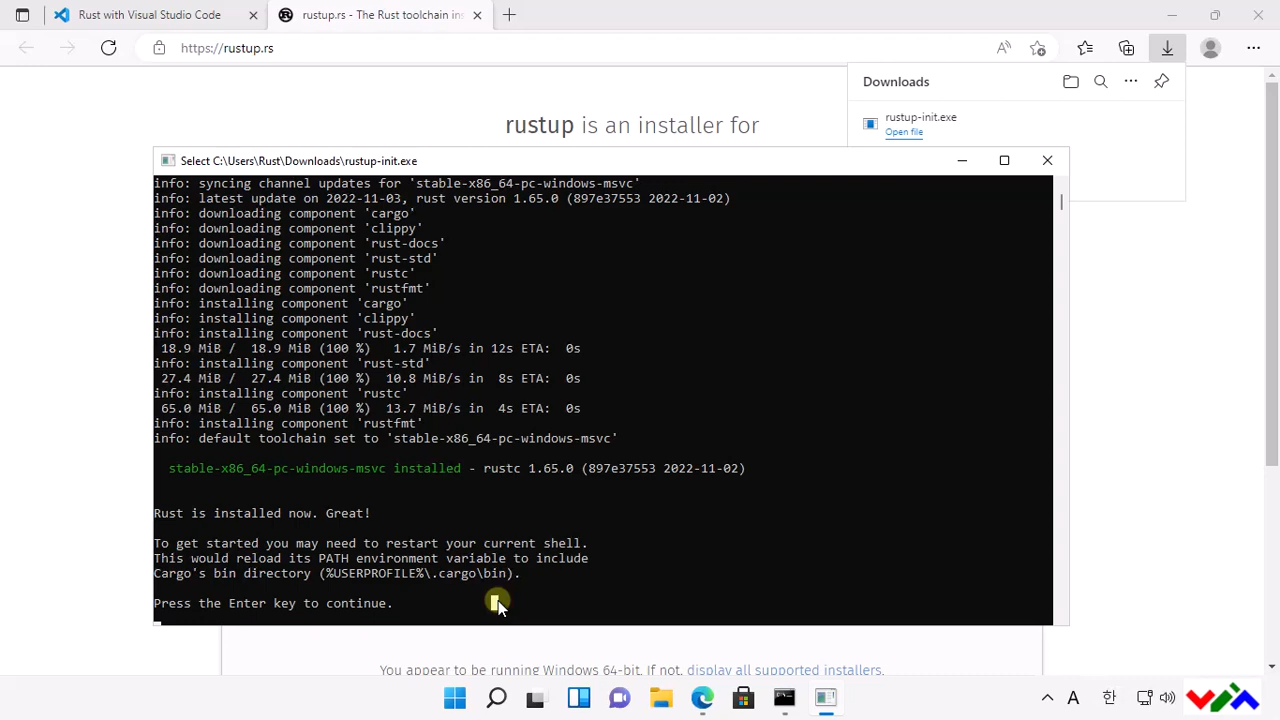 Rust with Visual Studio Code
rustup.rs - The Rust toolchain ins
https://rustup.rs
Downloads
rustup-init.exe
Open file
rustup is an installer for
Select C:\Users\Rust\Downloads\rustup-init.exe
info: syncing channel updates for 'stable-x86_64-pc-windows-msvc'
info: latest update on 2022-11-03, rust version 1.65.0 (897e37553 2022-11-02)
info: downloading component 'cargo'
info: downloading component 'clippy'
info: downloading component 'rust-docs'
info: downloading component 'rust-std'
info: downloading component 'rustc'
info: downloading component 'rustfmt'
info: installing component 'cargo'
info: installing component 'clippy'
info: installing component 'rust-docs'
18.9 MiB / 18.9 MiB (100 %) 1.7 MiB/s in 12s ETA: 0s
info: installing component 'rust-std'
27.4 MiB / 27.4 MiB (100 %) 10.8 MiB/s in 8s ETA: 0s
info: installing component 'rustc'
65.0 MiB / 65.0 MiB (100 %) 13.7 MiB/s in 4s ETA: 0s
info: installing component 'rustfmt'
info: default toolchain set to 'stable-x86_64-pc-windows-msvc'
stable-x86_64-pc-windows-msvc installed - rustc 1.65.0 (897e37553 2022-11-02)
Rust is installed now. Great!
To get started you may need to restart your current shell.
This would reload its PATH environment variable to include
Cargo's bin directory (%USERPROFILE%\.cargo\bin).
Press the Enter key to continue.
You appear to be running Windows 64-bit. If not, display all supported installers.
A 한